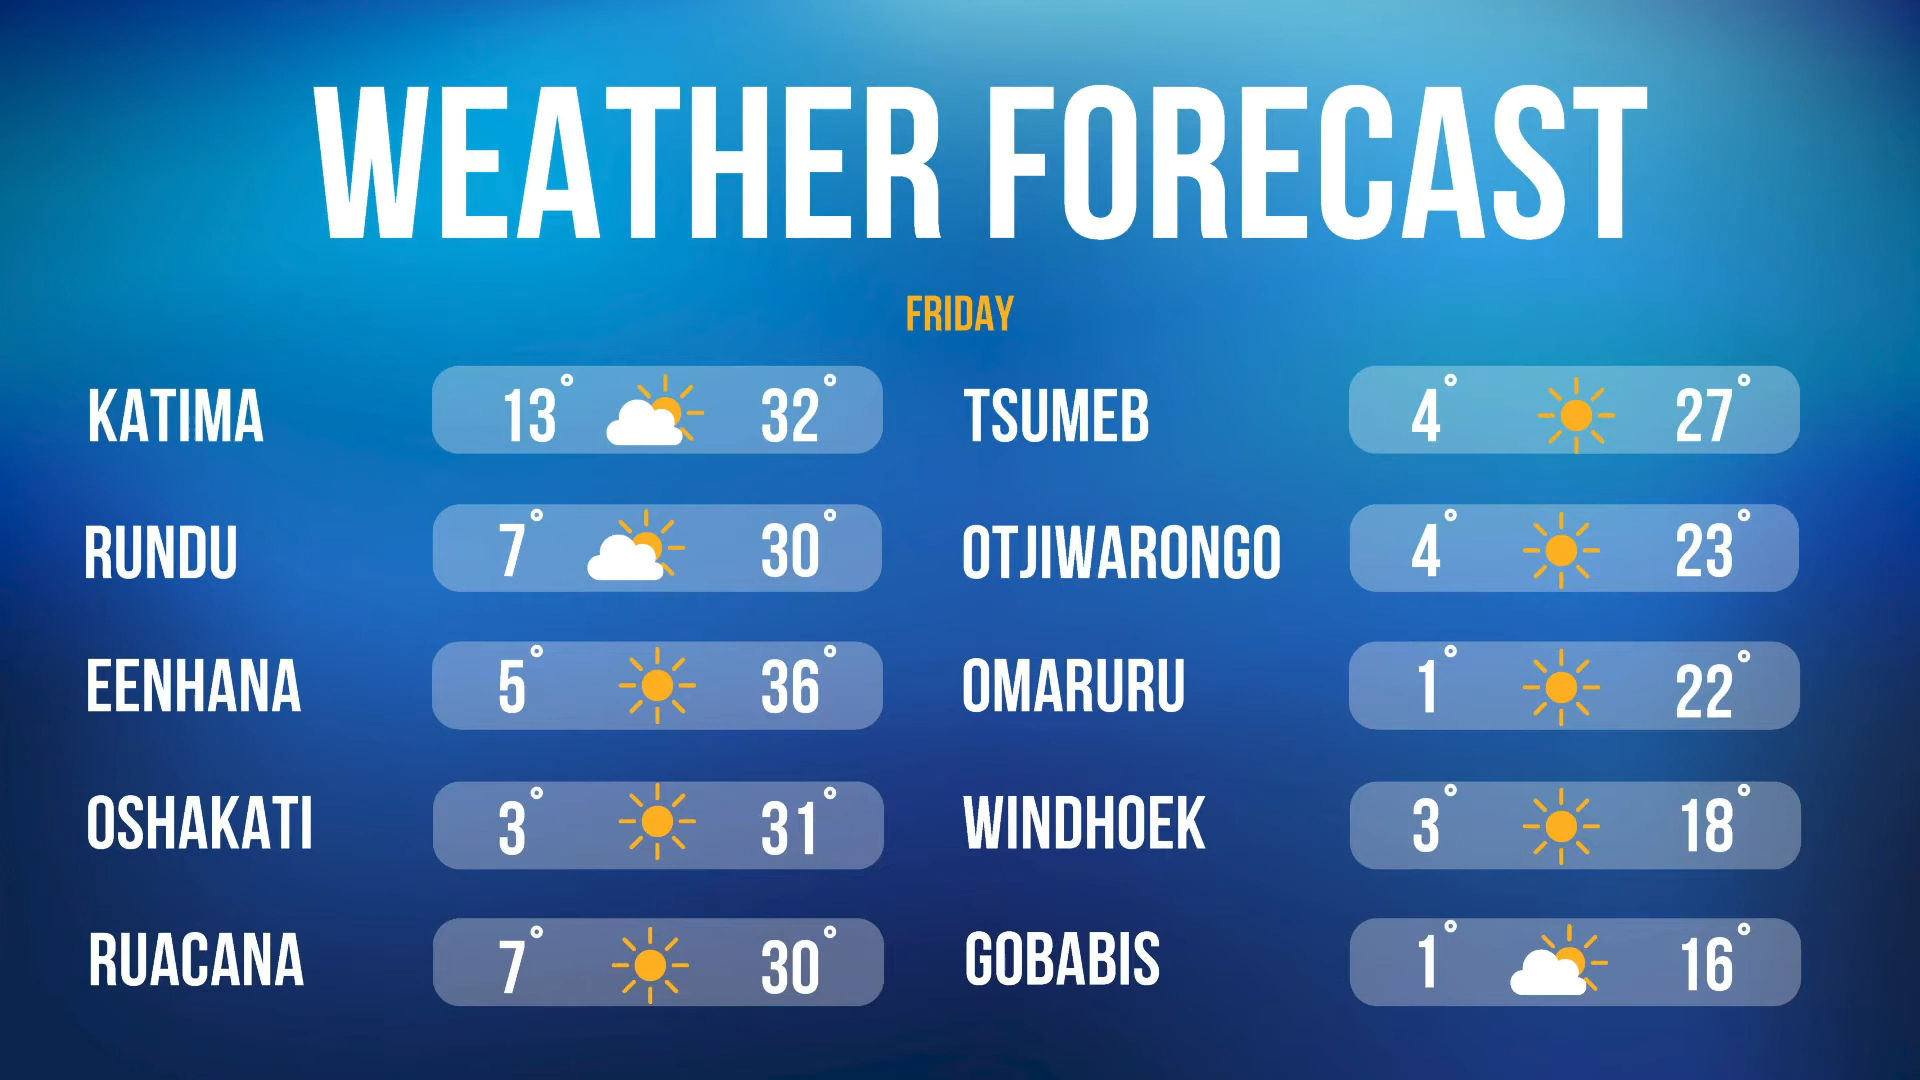 WEATHER FORECAST
FRIDAY
KATIMA 13° 32°
RUNDU 7° 30°
EENHANA 5° 36°
OSHAKATI 3° 31°
RUACANA 7° 30°
TSUMEB 4° 27°
OTJIWARONGO 4° 23°
OMARURU 1° 22°
WINDHOEK 3° 18°
GOBABIS 1° 16°